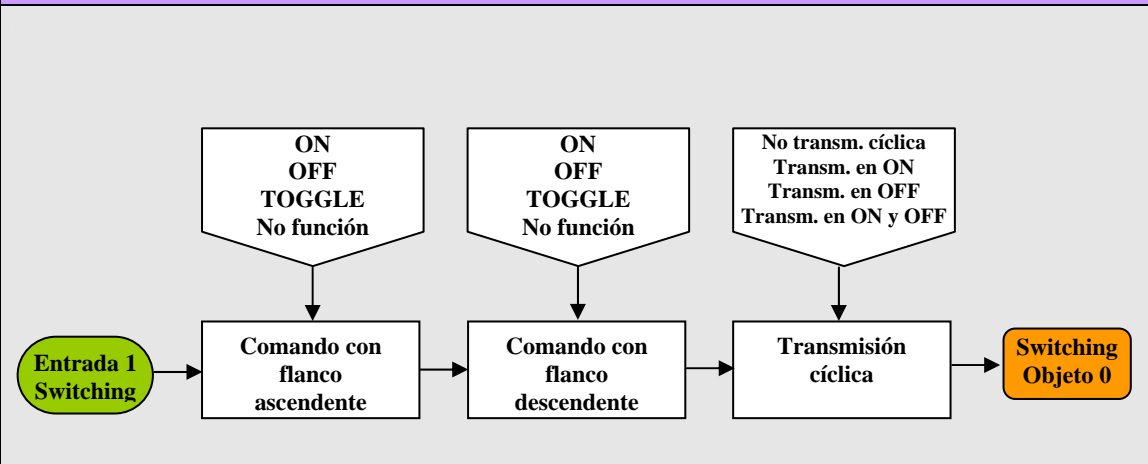 ON
OFF
TOGGLE
No función
ON
OFF
TOGGLE
No función
No transm. cíclica
Transm. en ON
Transm. en OFF
Transm. en ON y OFF
Entrada 1
Switching
Comando con
flanco
ascendente
Comando con
flanco
descendente
Transmisión
cíclica
Switching
Objeto 0